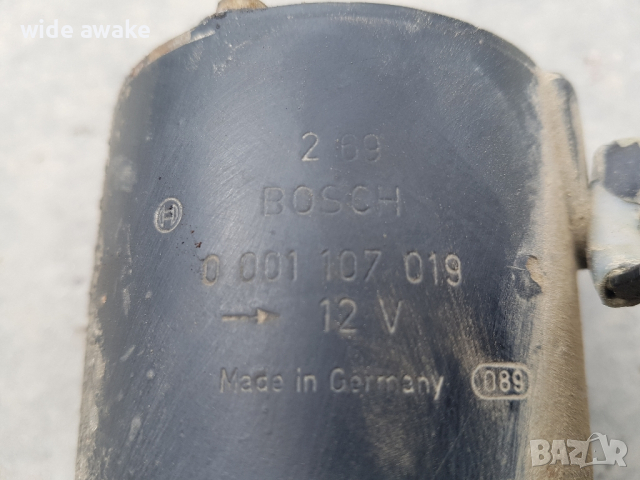 wide awake
2 69
BOSCH
H
0 001 107 019
→ 12 V
Made in Germany
089
BAZAR